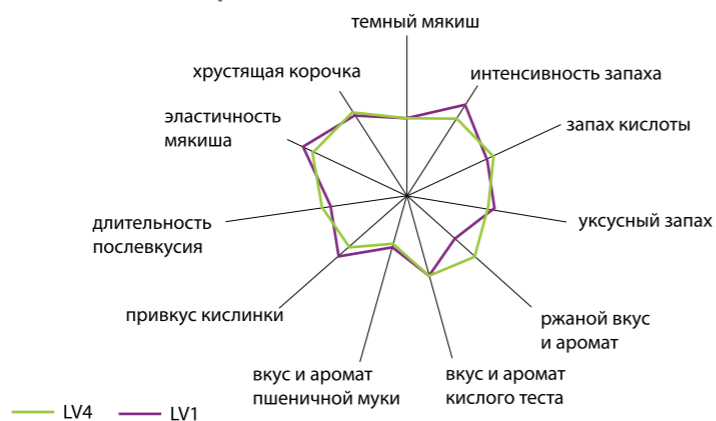 темный мякиш
интенсивность запаха
запах кислоты
уксусный запах
ржаной вкус
и аромат
вкус и аромат
кислого теста
вкус и аромат
пшеничной муки
привкус кислинки
длительность
послевкусия
эластичность
мякиша
хрустящая корочка
LV4
LV1